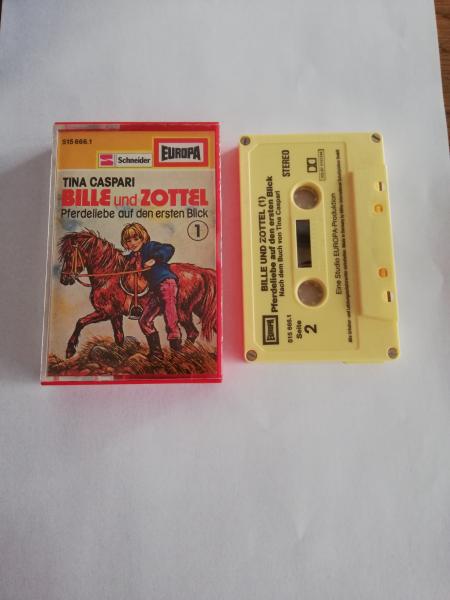 515 666.1
Schneider
EUROPA
TINA CASPARI
BILLE und ZOTTEL
Pferdeliebe auf den ersten Blick
1
STEREO
BILLE UND ZOTTEL (1)
Pferdeliebe auf den ersten Blick
Nach dem Buch von Tina Caspari
EUROPA
515 666.1
Seite
2
Eine Studio EUROPA-Produktion